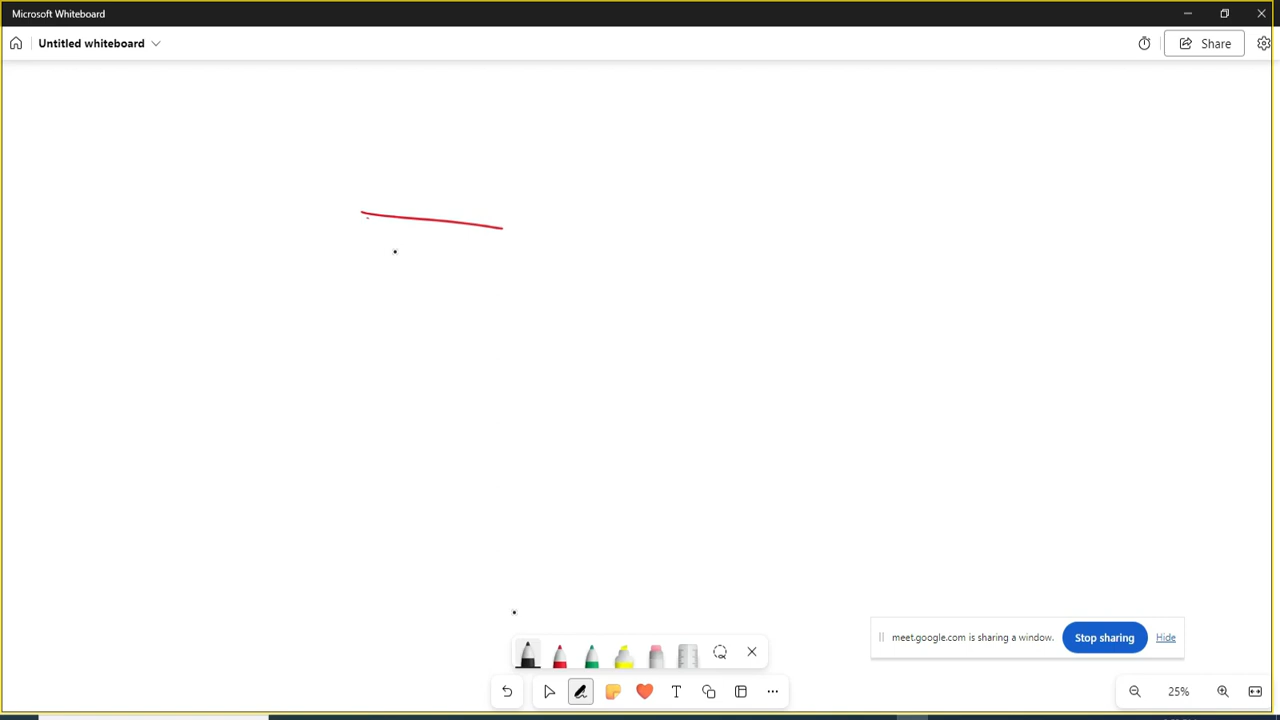 Microsoft Whiteboard
Untitled whiteboard
Share
meet.google.com is sharing a window.
Stop sharing
Hide
T
25%